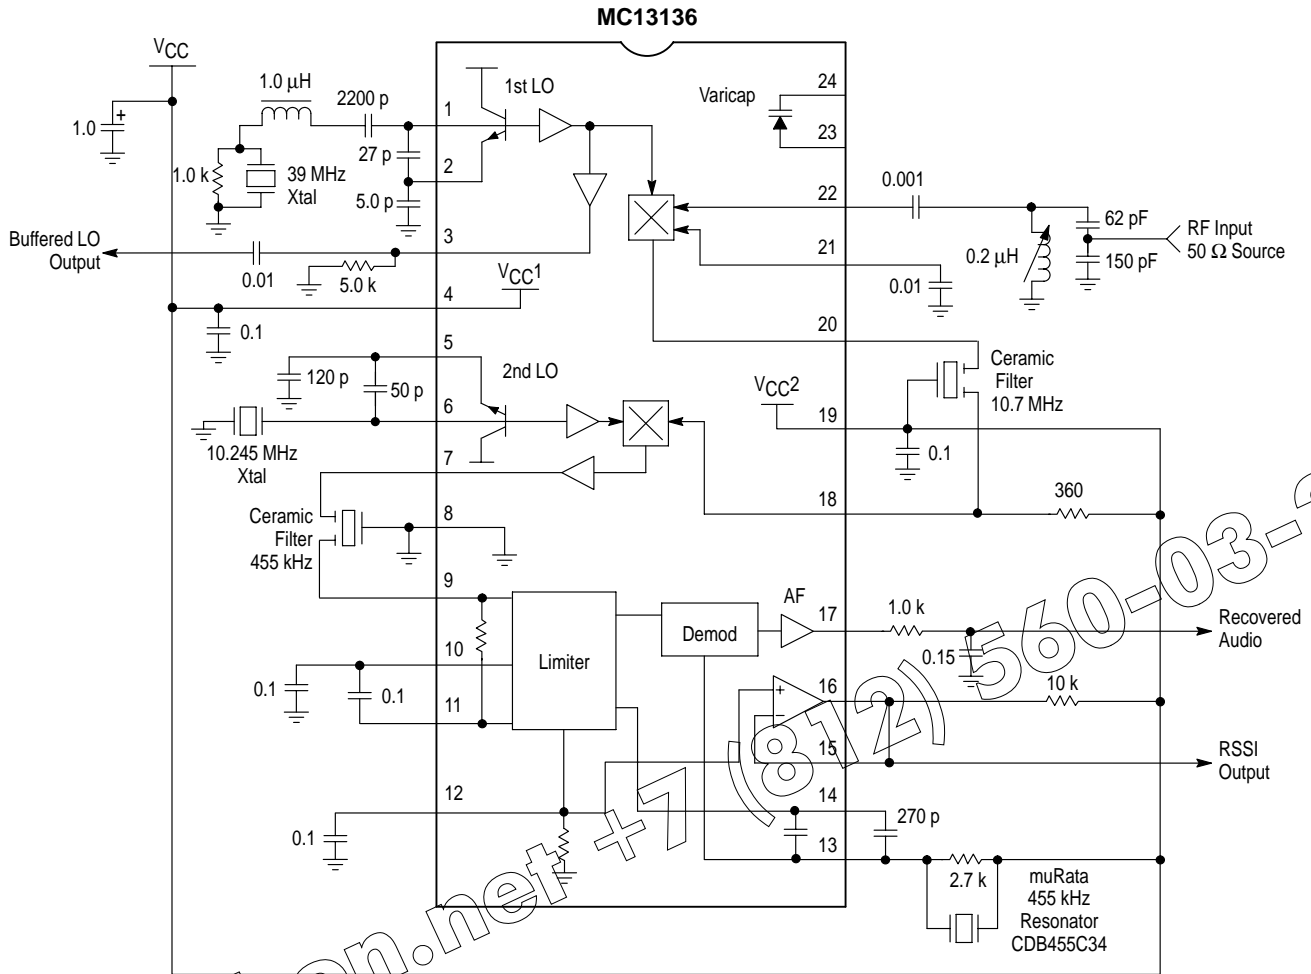 MC13136
VCC
1.0 µH
2200 p
1
1st LO
Varicap
24
23
1.0
+
27 p
2
1.0 k
39 MHz
Xtal
5.0 p
22
0.001
62 pF
RF Input
50 Ω Source
Buffered LO
Output
3
21
0.2 µH
150 pF
0.01
5.0 k
VCC1
4
0.01
0.1
20
5
120 p
50 p
2nd LO
Ceramic
Filter
10.7 MHz
VCC2
6
19
10.245 MHz
Xtal
0.1
7
18
360
Ceramic
Filter
455 kHz
8
9
AF
17
1.0 k
Recovered
Audio
Demod
Limiter
10
0.15
0.1
0.1
11
+
–
16
10 k
15
RSSI
Output
12
14
270 p
0.1
13
2.7 k
muRata
455 kHz
Resonator
CDB455C34
on.net +7 (812) 560-03-